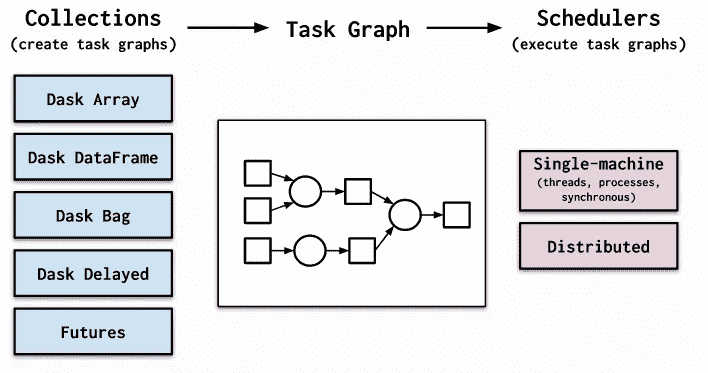 Collections
(create task graphs)
Task Graph
Schedulers
(execute task graphs)
Dask Array
Dask DataFrame
Dask Bag
Dask Delayed
Futures
Single-machine
(threads, processes,
synchronous)
Distributed